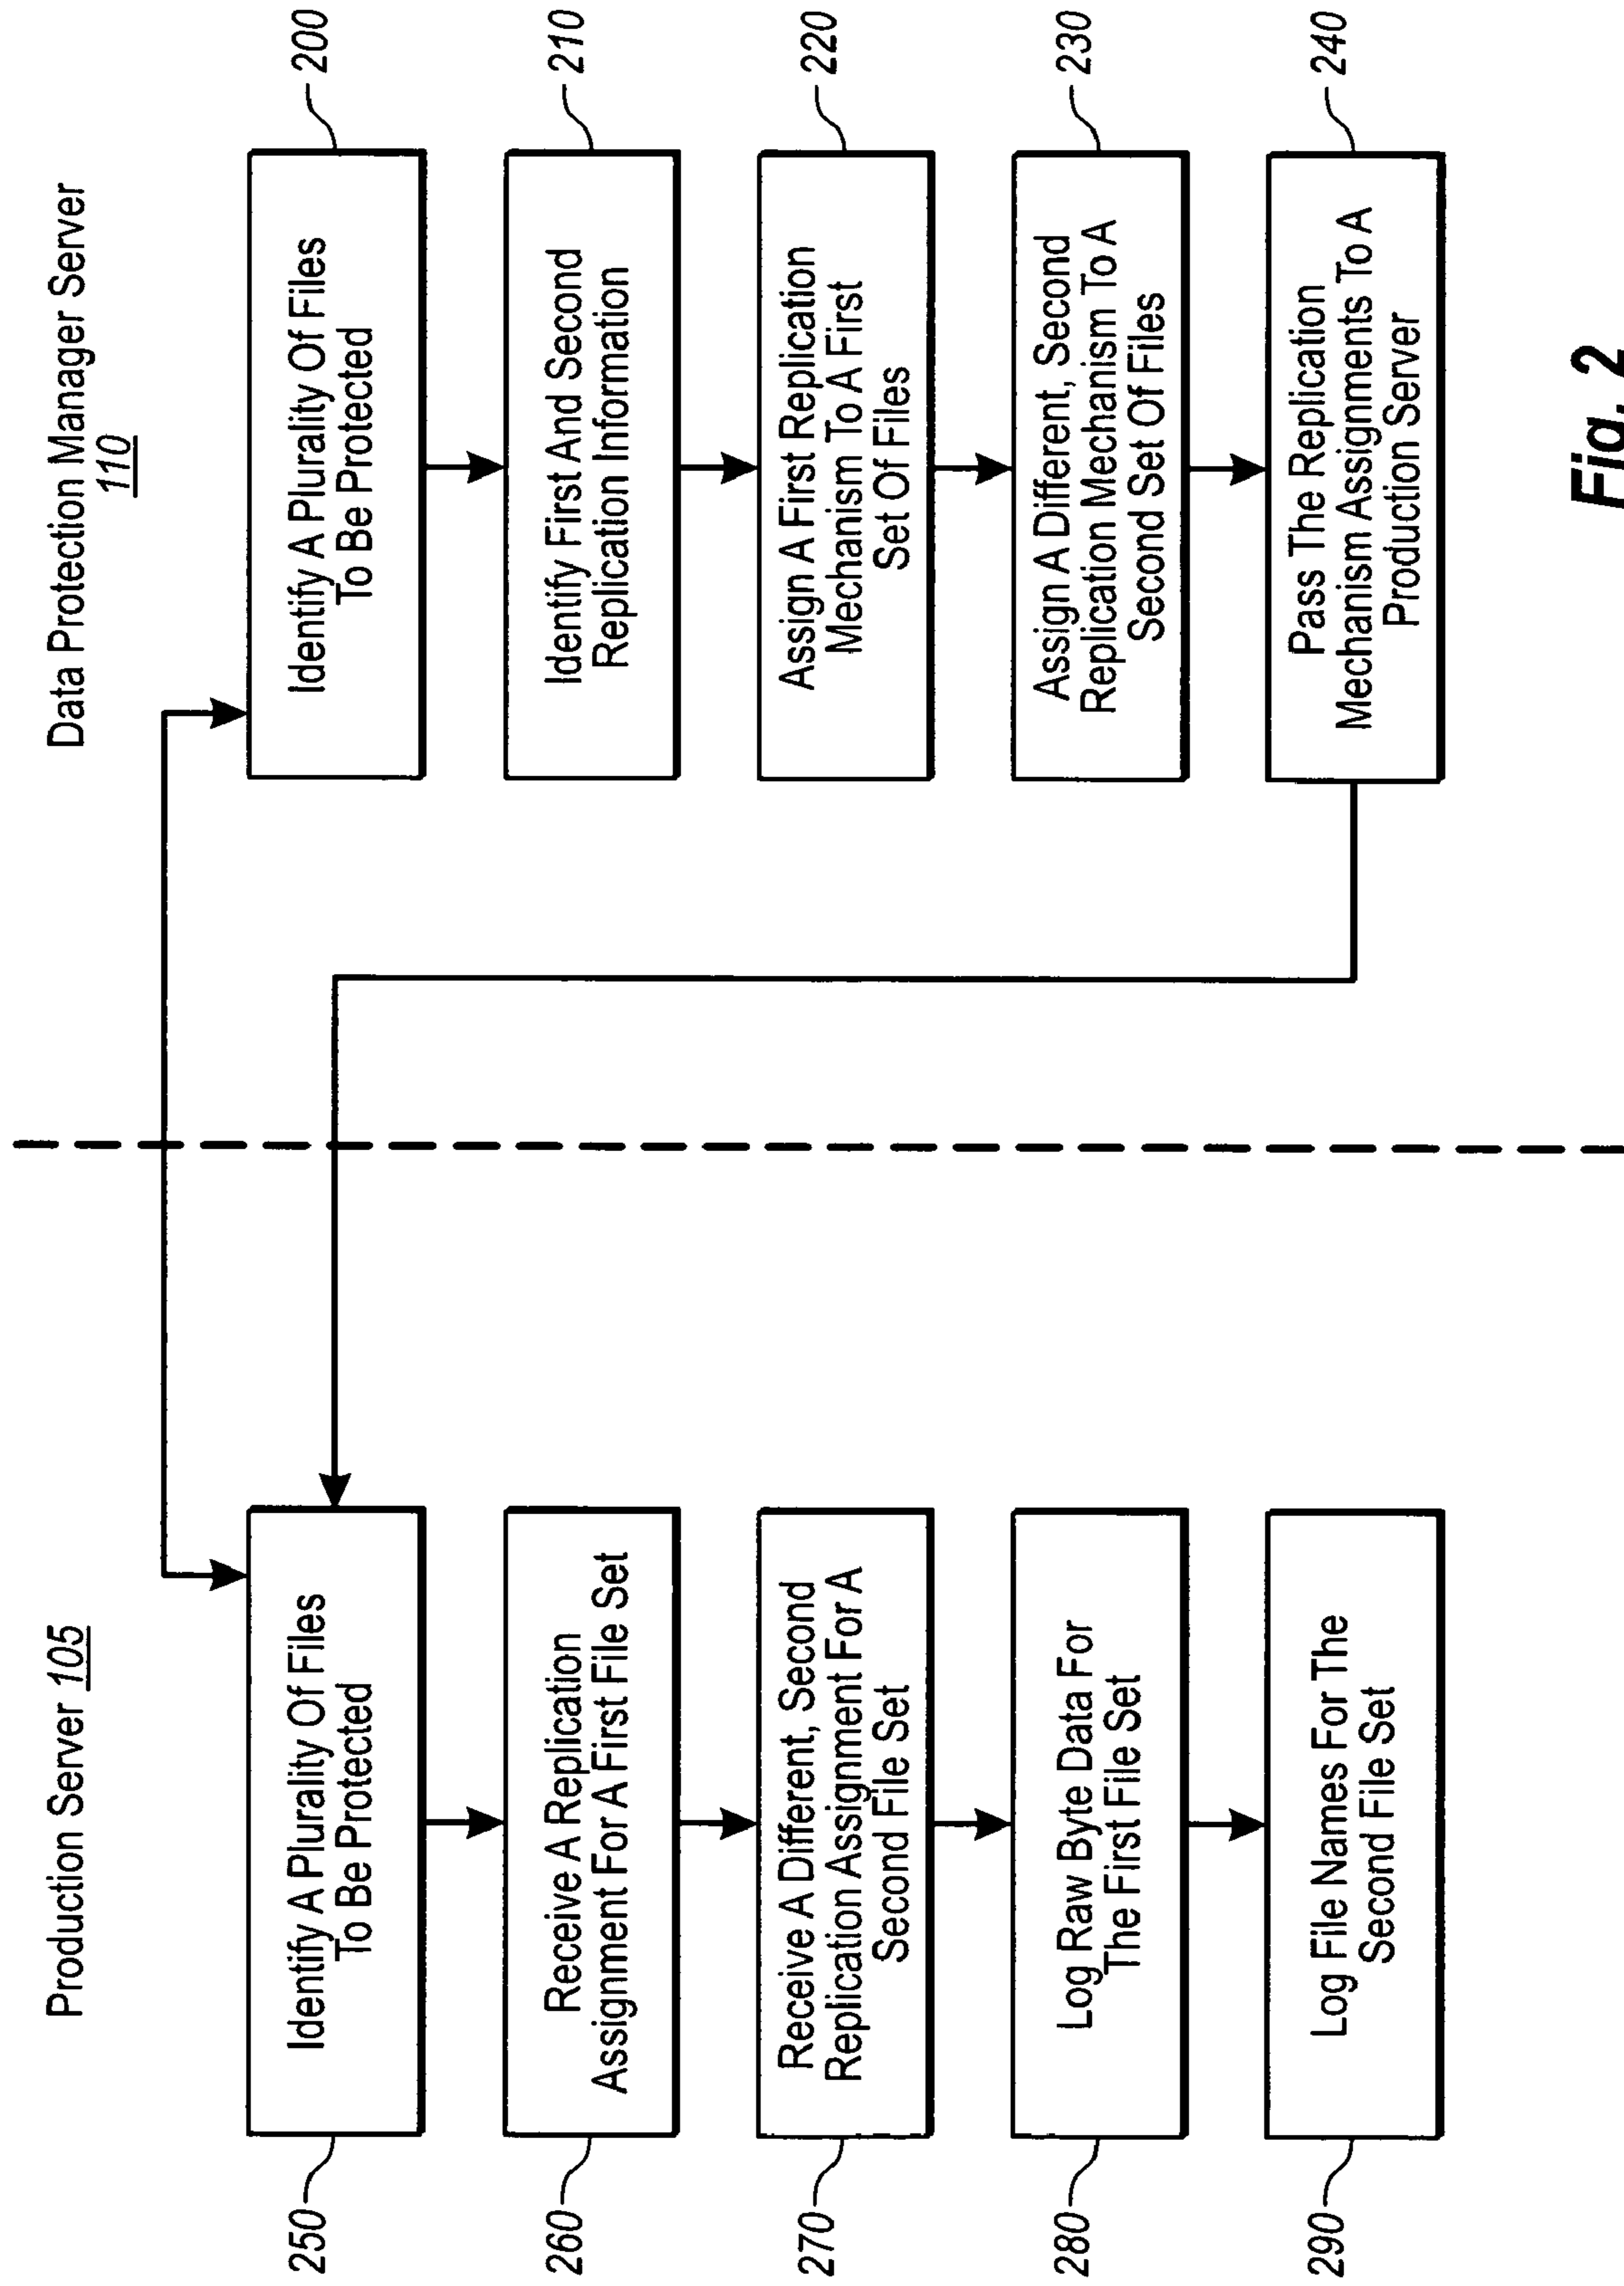 Production Server 105
250
Identify A Plurality Of Files
To Be Protected
260
Receive A Replication
Assignment For A First File Set
270
Receive A Different, Second
Replication Assignment For A
Second File Set
280
Log Raw Byte Data For
The First File Set
290
Log File Names For The
Second File Set
Data Protection Manager Server
110
Identify A Plurality Of Files
To Be Protected
200
Identify First And Second
Replication Information
210
Assign A First Replication
Mechanism To A First
Set Of Files
220
Assign A Different, Second
Replication Mechanism To A
Second Set Of Files
230
Pass The Replication
Mechanism Assignments To A
Production Server
240
Fig. 2